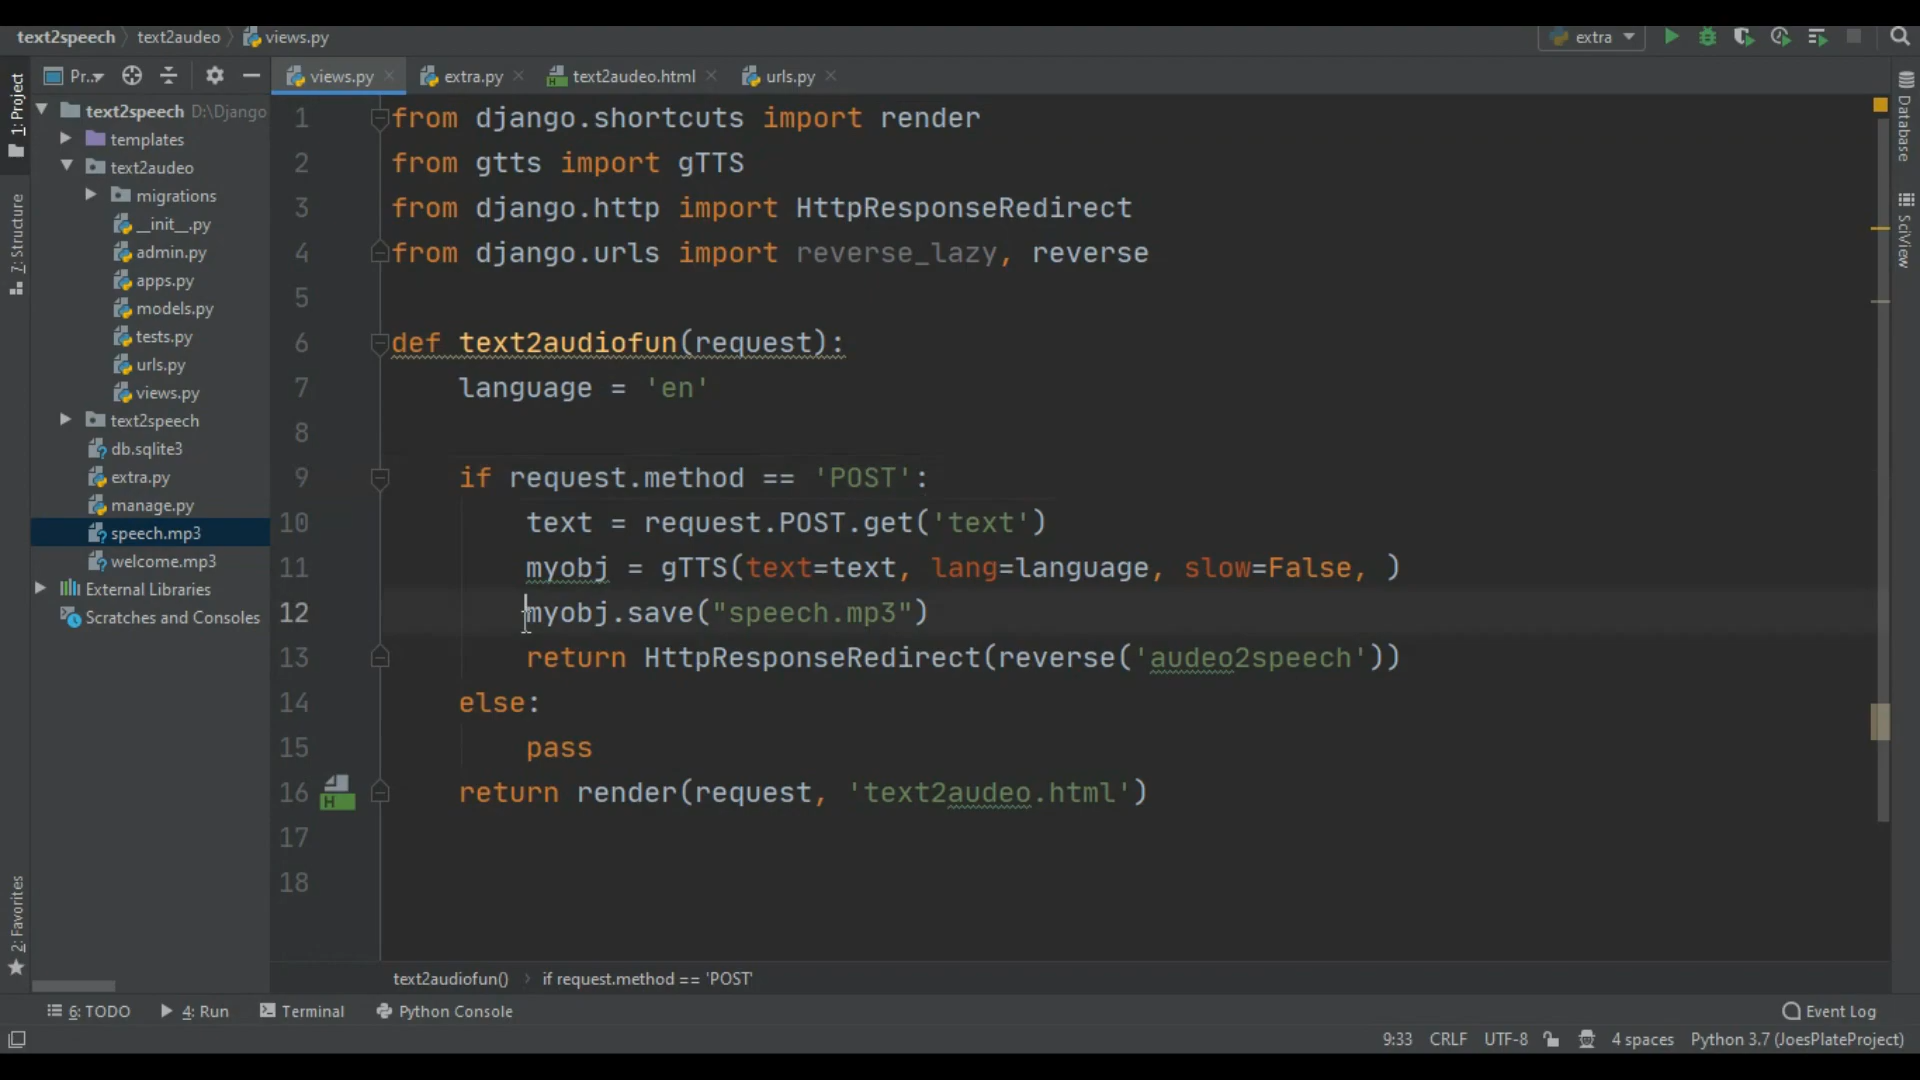 text2speech text2audeo views.py extra
1: Project
Pr...
views.py extra.py text2audeo.html urls.py
text2speech D:\Django
templates
text2audeo
migrations
__init__.py
admin.py
apps.py
models.py
tests.py
urls.py
views.py
text2speech
db.sqlite3
extra.py
manage.py
speech.mp3
welcome.mp3
External Libraries
Scratches and Consoles
7: Structure
2: Favorites
1 from django.shortcuts import render
2 from gtts import gTTS
3 from django.http import HttpResponseRedirect
4 from django.urls import reverse_lazy, reverse
5
6 def text2audiofun(request):
7 language = 'en'
8
9 if request.method == 'POST':
10 text = request.POST.get('text')
11 myobj = gTTS(text=text, lang=language, slow=False, )
12 myobj.save("speech.mp3")
13 return HttpResponseRedirect(reverse('audeo2speech'))
14 else:
15 pass
16 return render(request, 'text2audeo.html')
17
18
Database
SciView
text2audiofun() if request.method == 'POST'
6: TODO 4: Run Terminal Python Console Event Log
9:33 CRLF UTF-8 4 spaces Python 3.7 (JoesPlateProject)